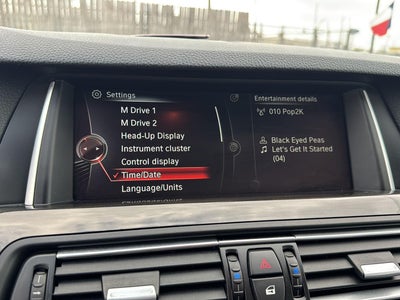 Settings
M Drive 1
M Drive 2
Head-Up Display
Instrument cluster
Control display
Time/Date
Language/Units
Entertainment details
010 Pop2K
Black Eyed Peas
Let's Get It Started
(04)